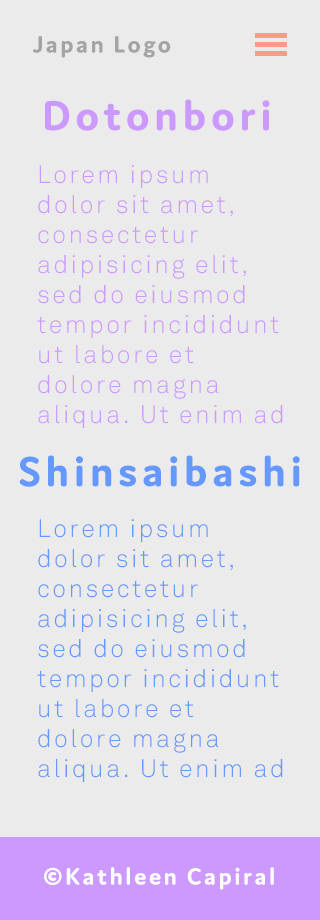 Japan Logo
Dotonbori
Lorem ipsum
dolor sit amet,
consectetur
adipisicing elit,
sed do eiusmod
tempor incididunt
ut labore et
dolore magna
aliqua. Ut enim ad
Shinsaibashi
Lorem ipsum
dolor sit amet,
consectetur
adipisicing elit,
sed do eiusmod
tempor incididunt
ut labore et
dolore magna
aliqua. Ut enim ad
©Kathleen Capiral